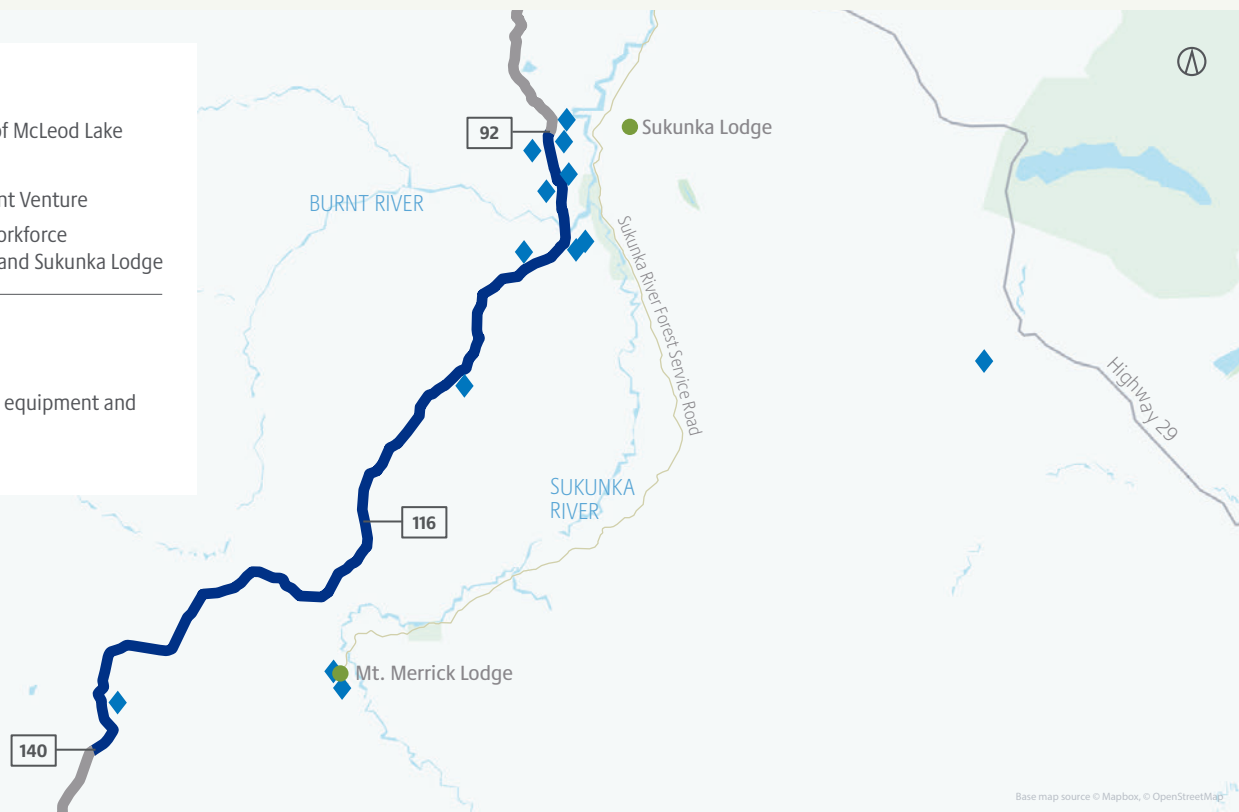 of McLeod Lake
nt Venture
orkforce
and Sukunka Lodge
equipment and
92
Sukunka Lodge
BURNT RIVER
Sukunka River Forest Service Road
Highway 29
SUKUNKA
RIVER
116
Mt. Merrick Lodge
140
Base map source © Mapbox, © OpenStreetMap